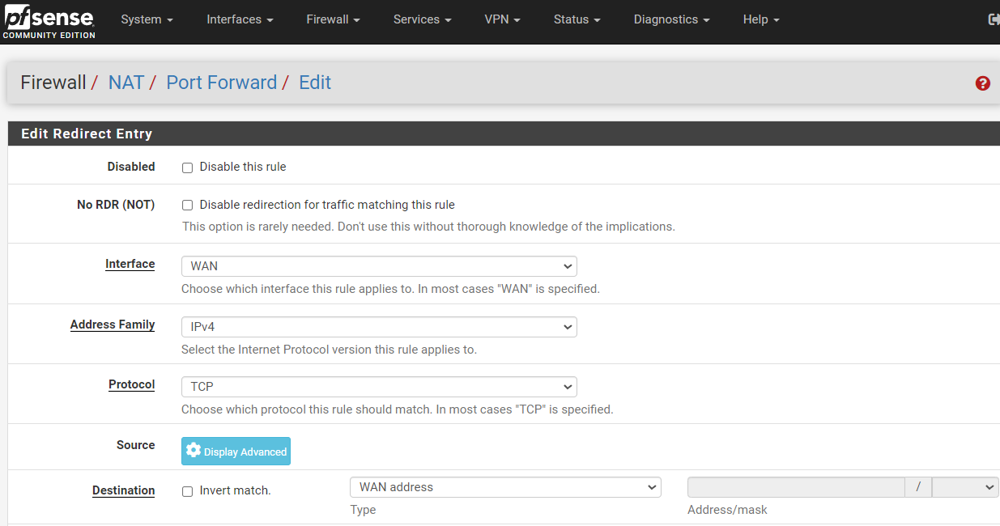 pfsense
COMMUNITY EDITION
System Interfaces Firewall Services VPN Status Diagnostics Help
Firewall / NAT / Port Forward / Edit
?
Edit Redirect Entry
Disabled Disable this rule
No RDR (NOT) Disable redirection for traffic matching this rule
This option is rarely needed. Don't use this without thorough knowledge of the implications.
Interface WAN
Choose which interface this rule applies to. In most cases "WAN" is specified.
Address Family IPv4
Select the Internet Protocol version this rule applies to.
Protocol TCP
Choose which protocol this rule should match. In most cases "TCP" is specified.
Source Display Advanced
Destination Invert match. WAN address /
Type Address/mask